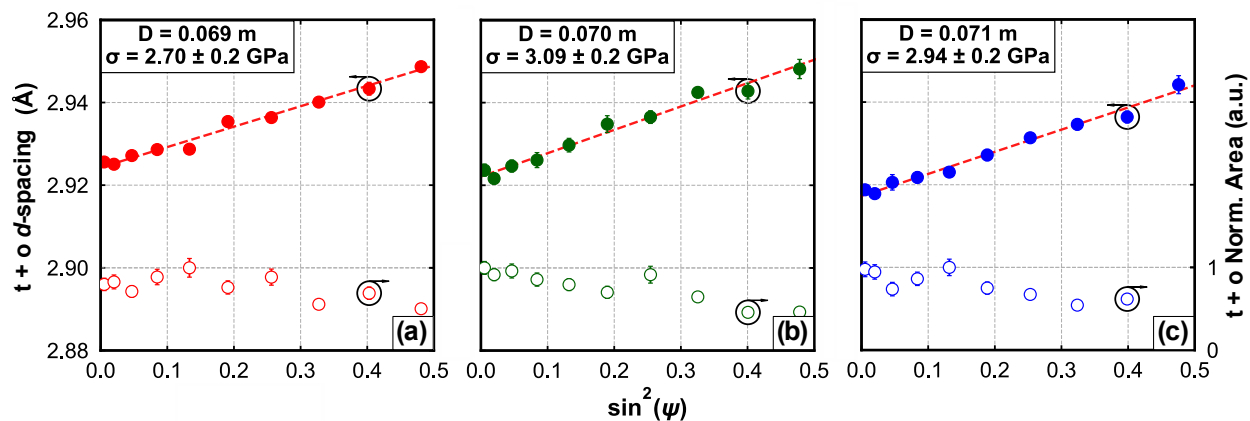 D = 0.069 m
σ = 2.70 ± 0.2 GPa
D = 0.070 m
σ = 3.09 ± 0.2 GPa
D = 0.071 m
σ = 2.94 ± 0.2 GPa
t + o d-spacing (Å)
2.96
2.94
2.92
2.90
2.88
(a)
(b)
(c)
t + o Norm. Area (a.u.)
1
0
0.0 0.1 0.2 0.3 0.4 0.5
0.0 0.1 0.2 0.3 0.4 0.5
0.0 0.1 0.2 0.3 0.4 0.5
sin²(ψ)